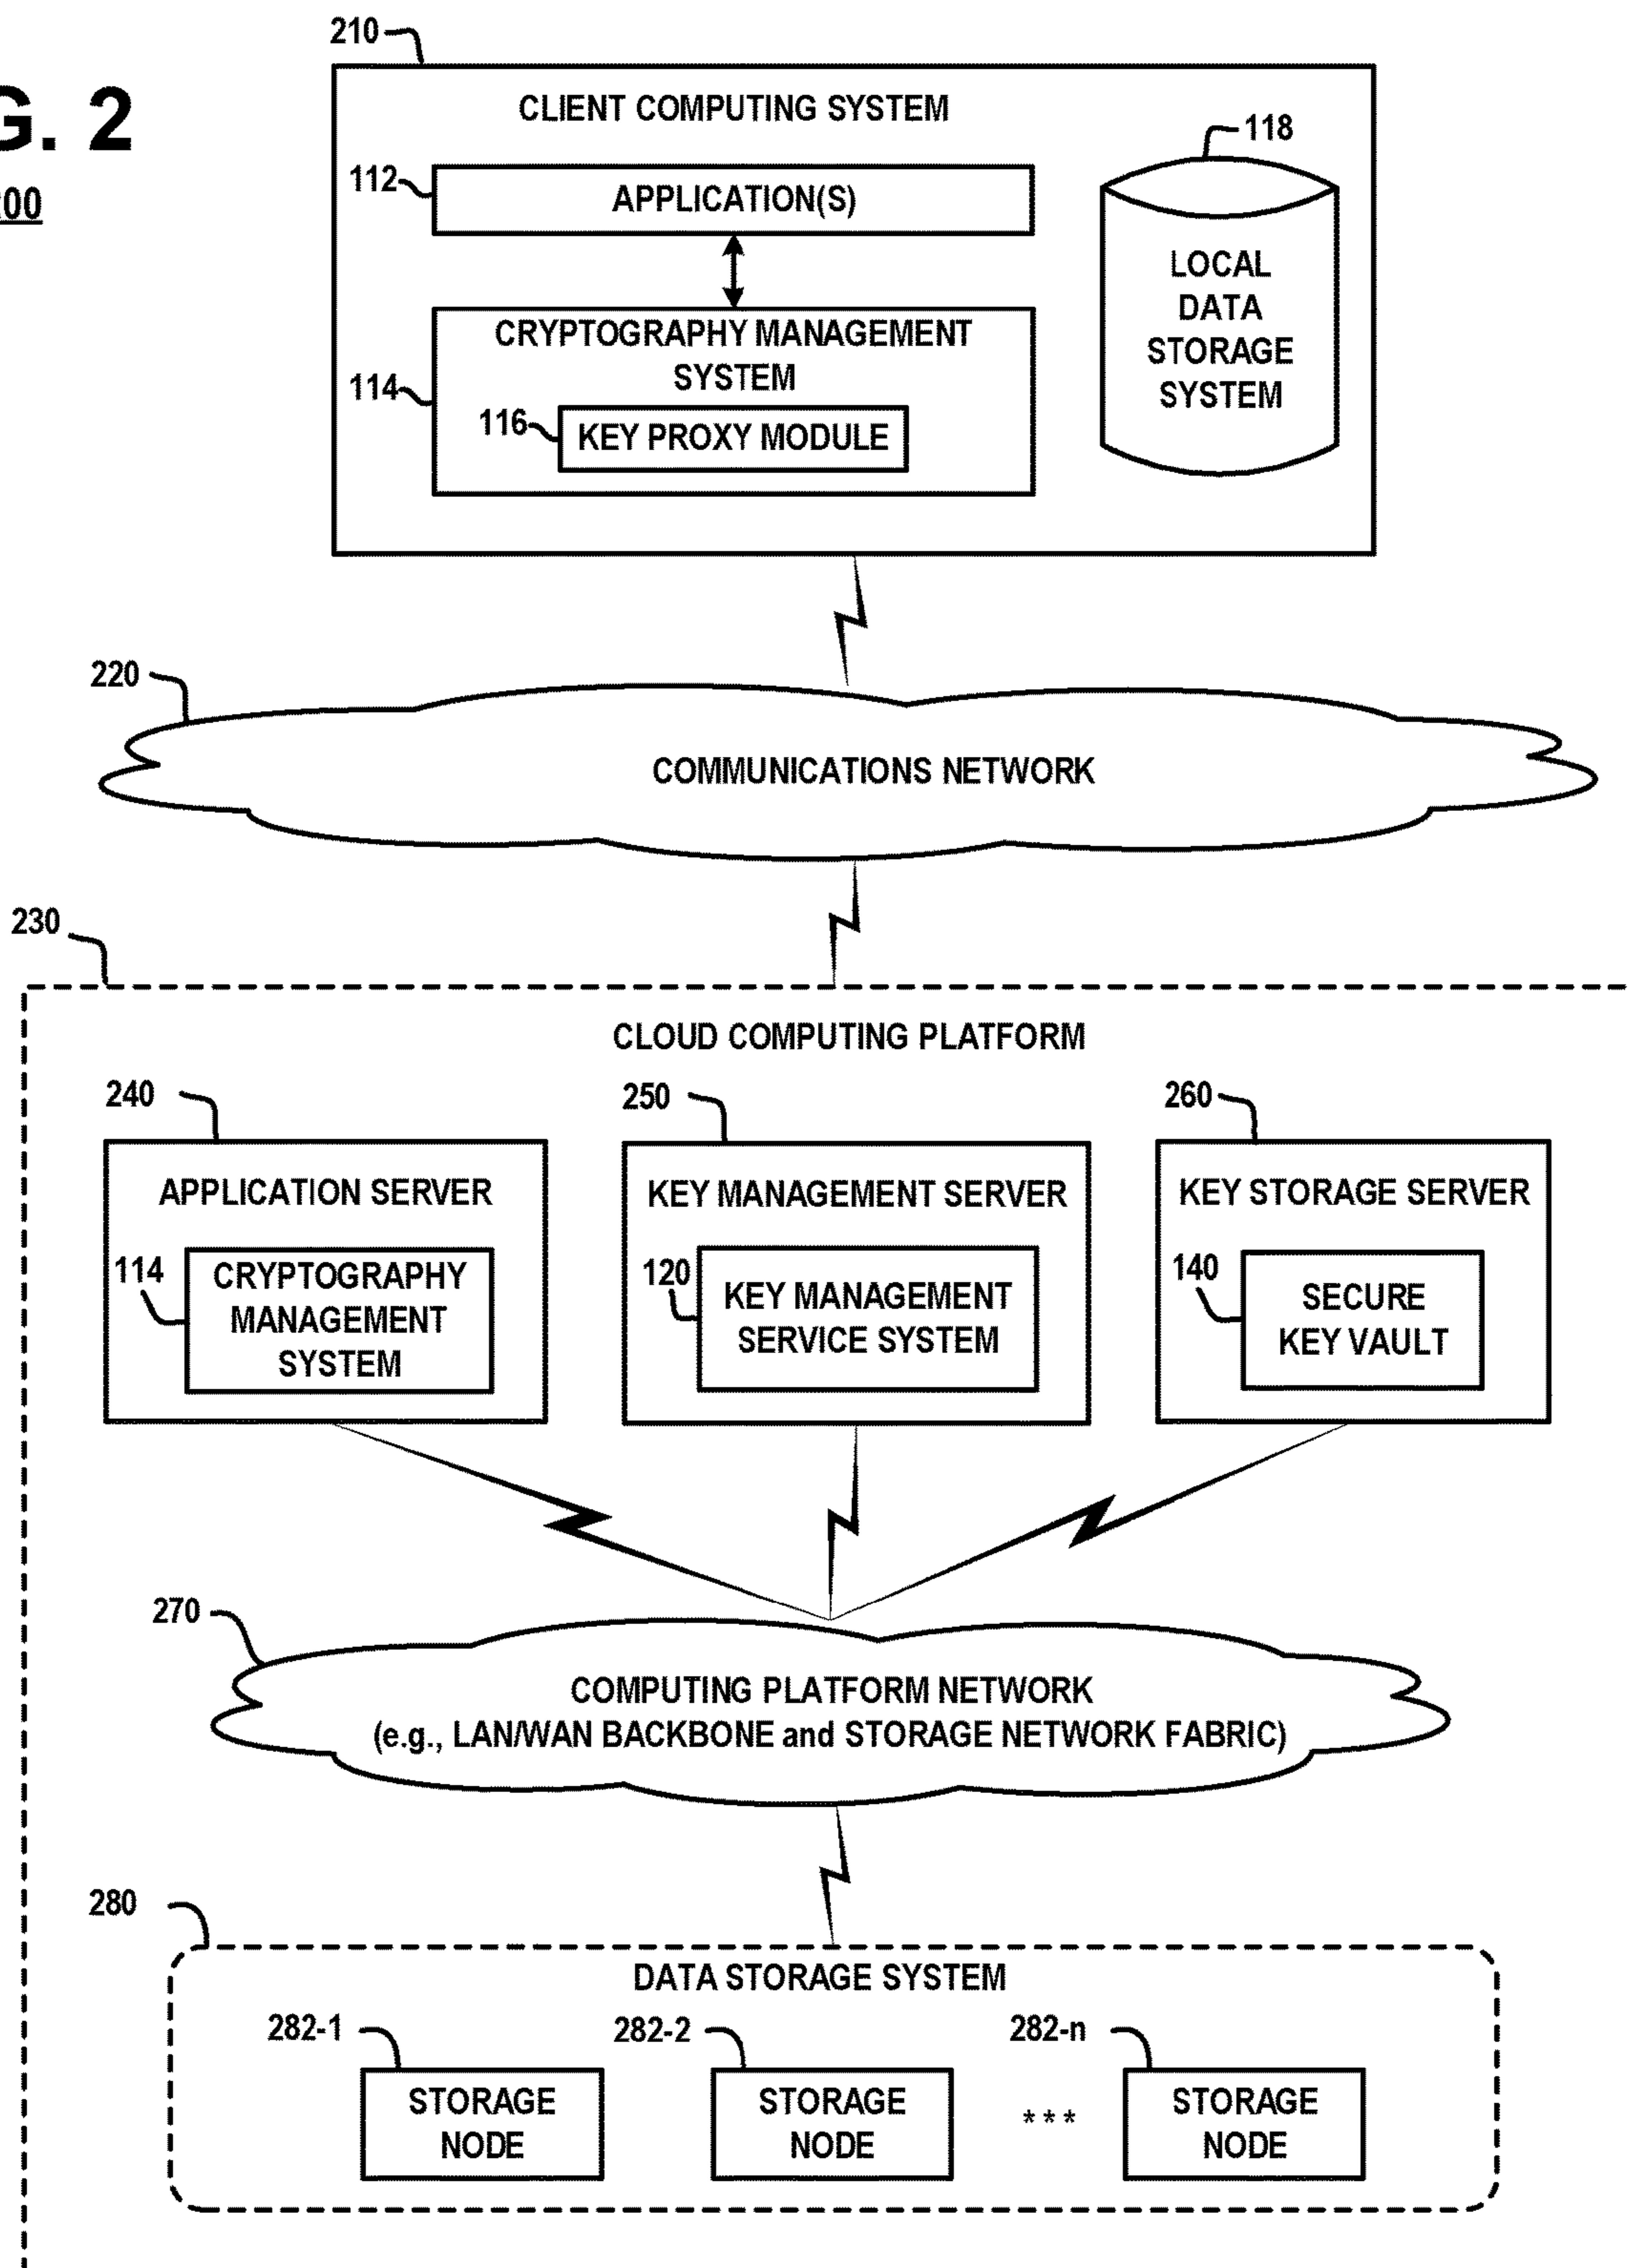 210
G. 2
CLIENT COMPUTING SYSTEM
118
112
APPLICATION(S)
00
LOCAL
DATA
STORAGE
SYSTEM
CRYPTOGRAPHY MANAGEMENT
SYSTEM
114
116
KEY PROXY MODULE
220
COMMUNICATIONS NETWORK
230
CLOUD COMPUTING PLATFORM
240
250
260
APPLICATION SERVER
KEY MANAGEMENT SERVER
KEY STORAGE SERVER
114
CRYPTOGRAPHY
MANAGEMENT
SYSTEM
120
KEY MANAGEMENT
SERVICE SYSTEM
140
SECURE
KEY VAULT
270
COMPUTING PLATFORM NETWORK
(e.g., LAN/WAN BACKBONE and STORAGE NETWORK FABRIC)
280
DATA STORAGE SYSTEM
282-1
282-2
282-n
STORAGE
NODE
STORAGE
NODE
***
STORAGE
NODE